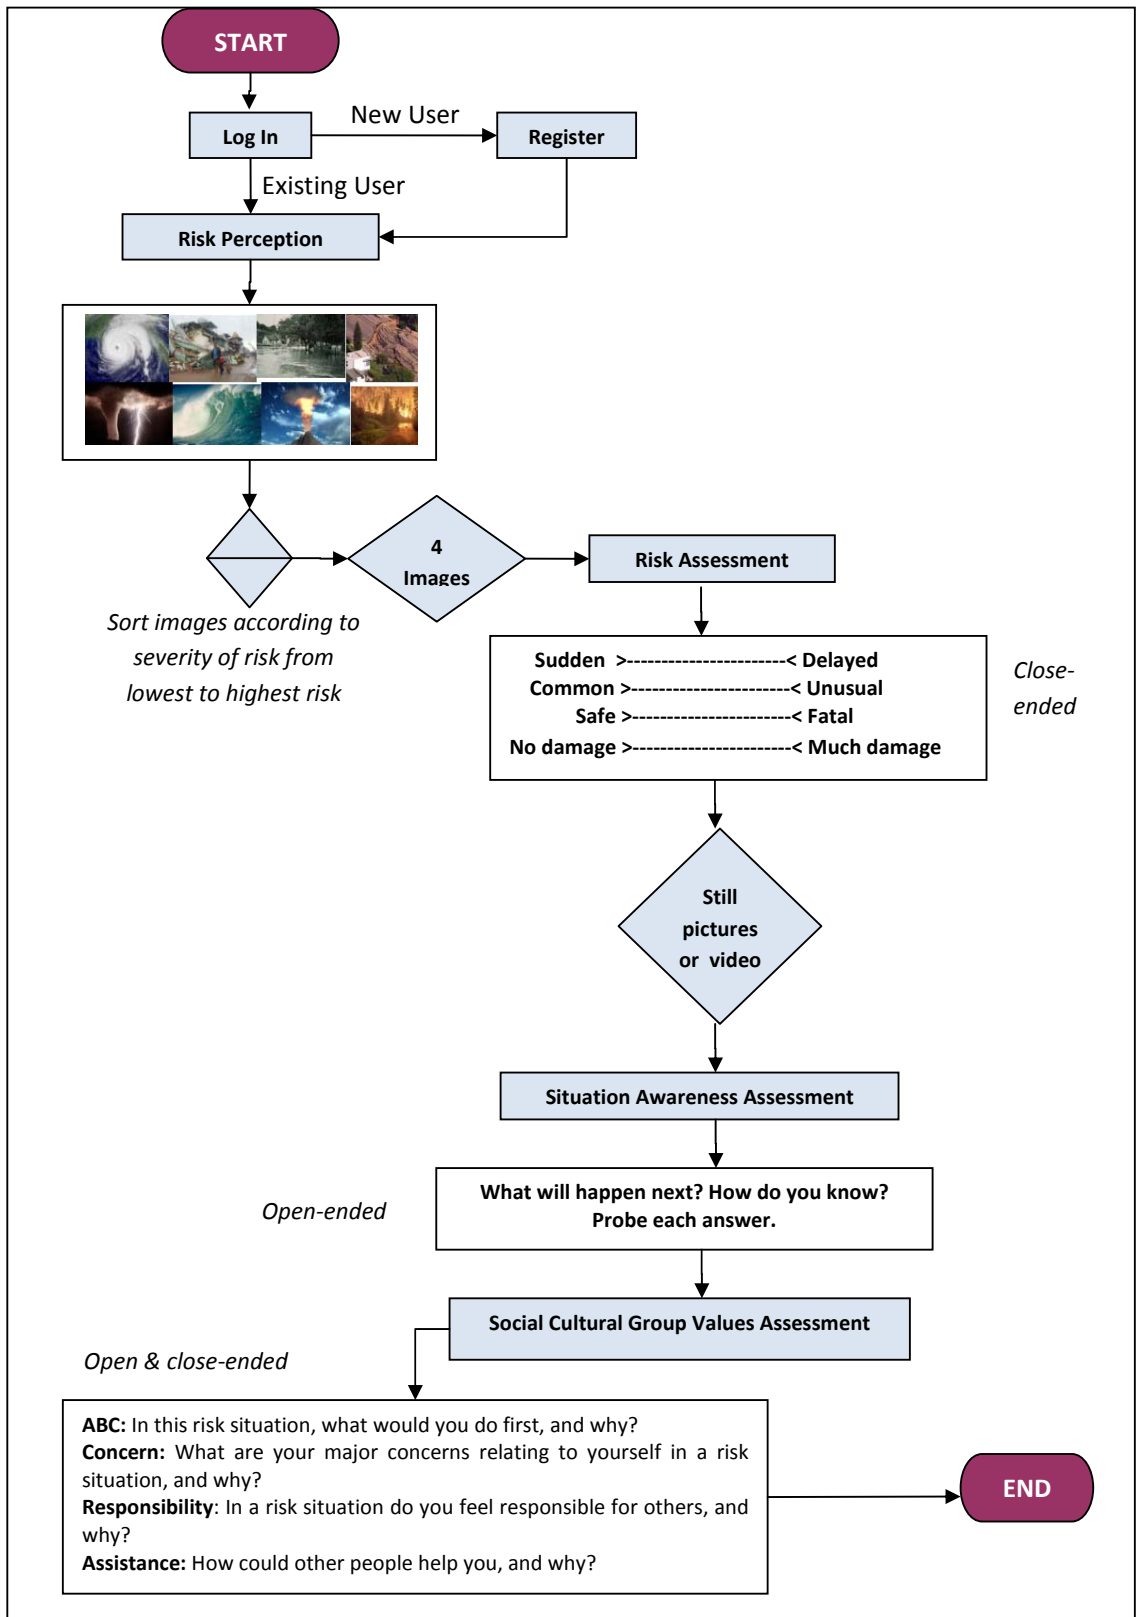 START
Log In
New User
Register
Existing User
Risk Perception
4
Images
Risk Assessment
Sort images according to
severity of risk from
lowest to highest risk
Sudden >-----------------------< Delayed
Common >-----------------------< Unusual
Safe >-----------------------< Fatal
No damage >-----------------------< Much damage
Close-
ended
Still
pictures
or video
Situation Awareness Assessment
Open-ended
What will happen next? How do you know?
Probe each answer.
Social Cultural Group Values Assessment
Open & close-ended
ABC: In this risk situation, what would you do first, and why?
Concern: What are your major concerns relating to yourself in a risk
situation, and why?
Responsibility: In a risk situation do you feel responsible for others, and
why?
Assistance: How could other people help you, and why?
END